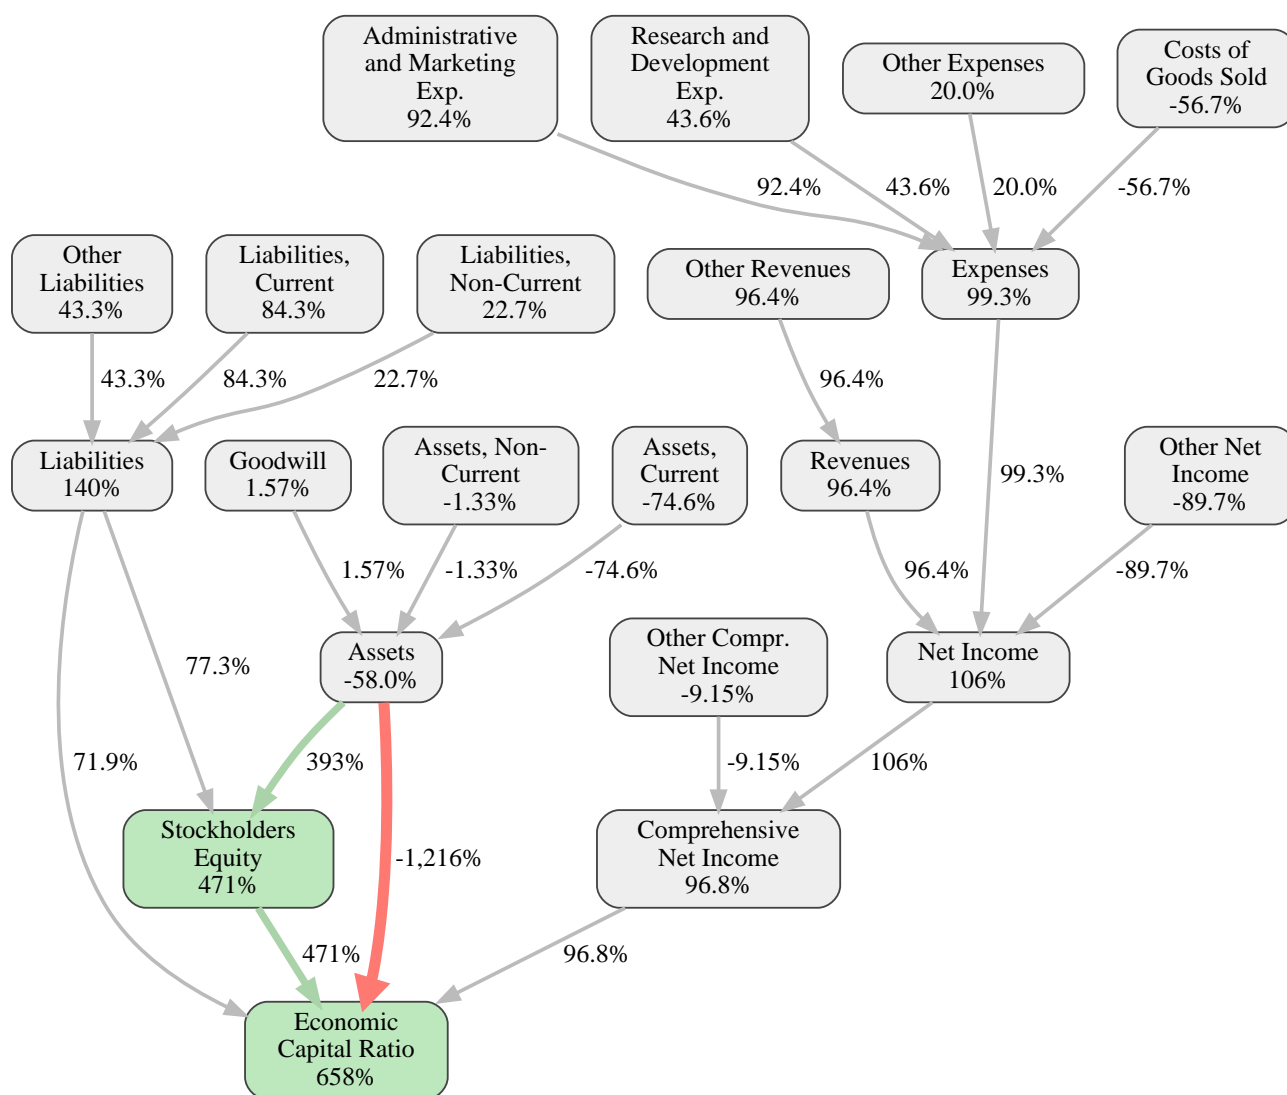 Administrative
and Marketing
Exp.
92.4%
Research and
Development
Exp.
43.6%
Other Expenses
20.0%
Costs of
Goods Sold
-56.7%
92.4%
43.6%
20.0%
-56.7%
Other
Liabilities
43.3%
Liabilities,
Current
84.3%
Liabilities,
Non-Current
22.7%
Other Revenues
96.4%
Expenses
99.3%
43.3%
84.3%
22.7%
96.4%
Liabilities
140%
Goodwill
1.57%
Assets, Non-
Current
-1.33%
Assets,
Current
-74.6%
Revenues
96.4%
99.3%
Other Net
Income
-89.7%
1.57%
-1.33%
-74.6%
96.4%
-89.7%
77.3%
Assets
-58.0%
Other Compr.
Net Income
-9.15%
Net Income
106%
71.9%
393%
-9.15%
106%
Stockholders
Equity
471%
-1,216%
Comprehensive
Net Income
96.8%
471%
96.8%
Economic
Capital Ratio
658%